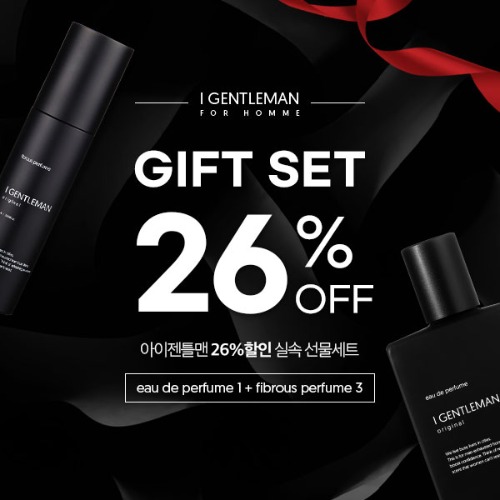 I GENTLEMAN
FOR HOMME
GIFT SET
26%
OFF
아이젠틀맨 26%할인 실속 선물세트
eau de perfume 1 + fibrous perfume 3
I GENTLEMAN
original
eau de perfume
I GENTLEMAN
original